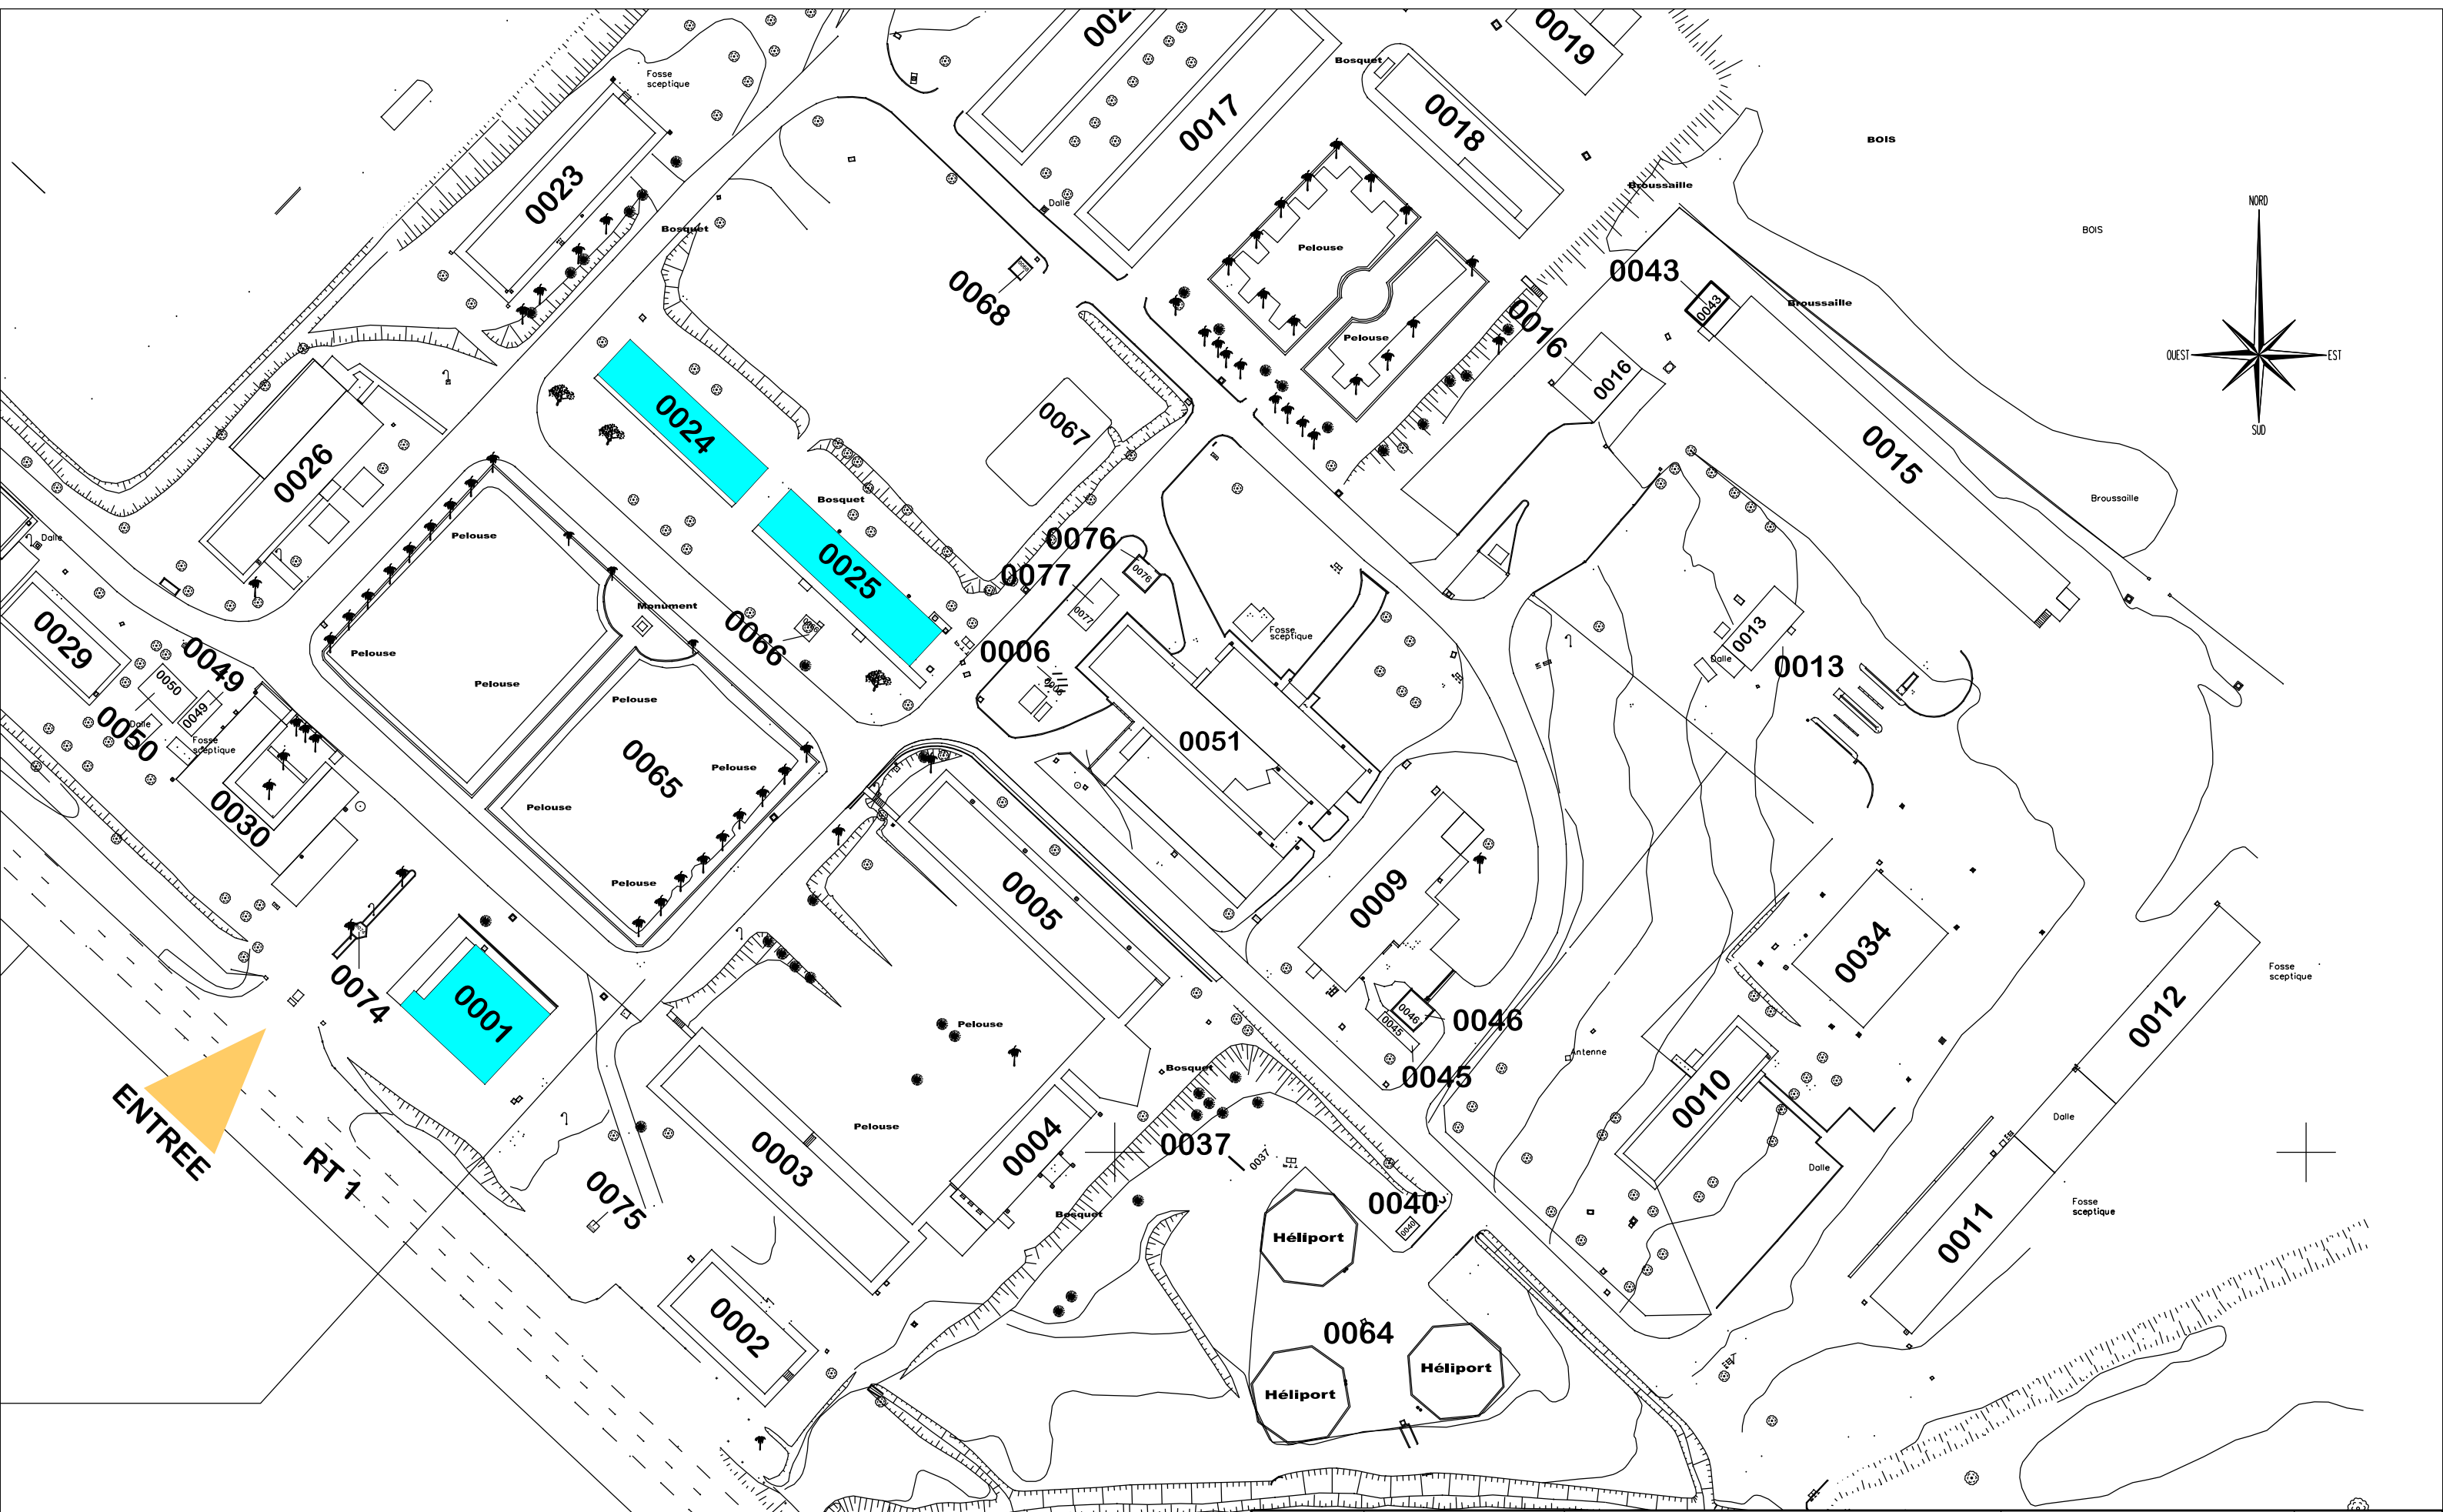 0019
0017
0018
Bosquet
Fosse
sceptique
0023
Bosquet
Dalle
BOIS
Broussaille
BOIS
NORD
OUEST
EST
SUD
Pelouse
Pelouse
0068
0043
0043
Broussaille
0016
0016
0015
Broussaille
0024
0067
0026
Bosquet
0025
Pelouse
Dalle
0076
0076
0077
0077
Monument
0066
0006
Fosse
sceptique
0013
Dalle
0013
0029
0049
0050
0049
Dalle
0050
Fosse
sceptique
Pelouse
Pelouse
Pelouse
0065
Pelouse
Pelouse
Pelouse
0051
0030
0005
0009
0034
0012
Fosse
sceptique
0074
0001
Pelouse
0046
0046
0045
0045
Antenne
Bosquet
ENTREE
RT 1
Pelouse
0003
0004
0037
0037
0010
Dalle
Dalle
0075
Bosquet
0040
0040
Héliport
0011
Fosse
sceptique
0002
0064
Héliport
Héliport